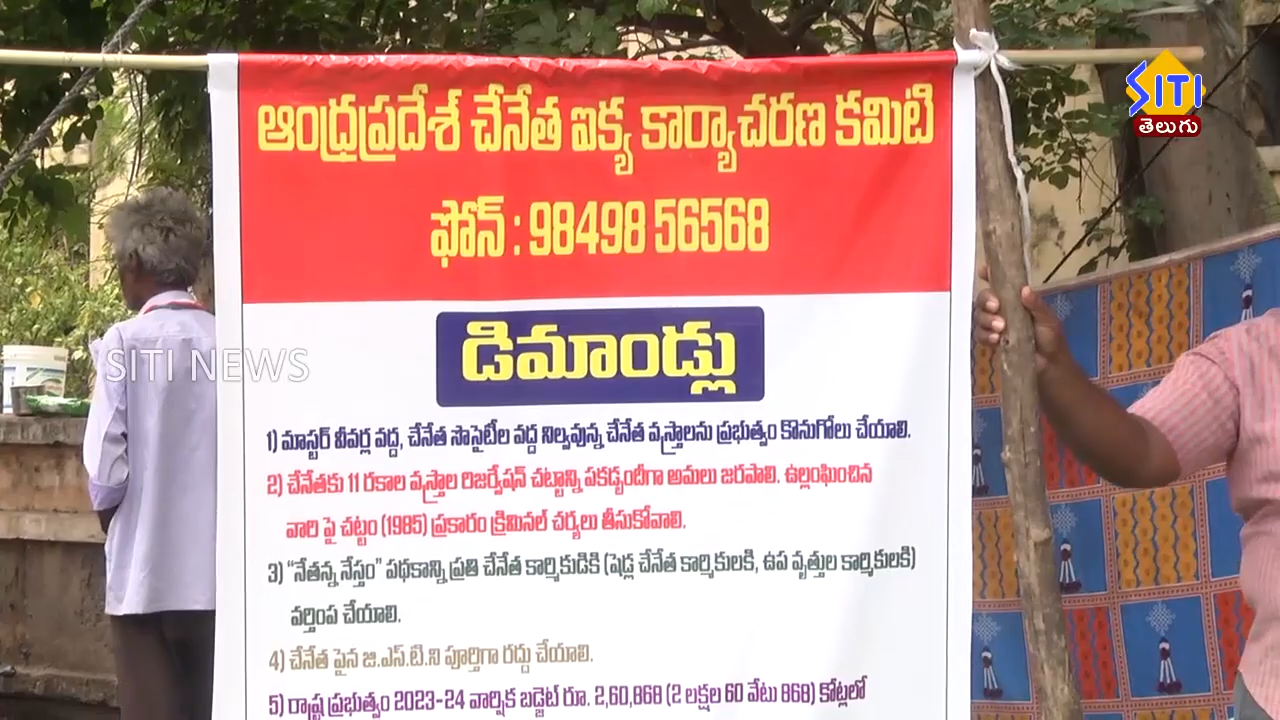 ఆంధ్రప్రదేశ్ చేనేత ఐక్య కార్యాచరణ కమిటి
ఫోన్ : 98498 56568
SITI
తెలుగు
SITI NEWS
డిమాండ్లు
1) మాస్టర్ వీవర్ల వద్ద, చేనేత సొసైటీల వద్ద నిల్వవున్న చేనేత వస్త్రాలను ప్రభుత్వం కొనుగోలు చేయాలి.
2) చేనేతకు 11 రకాల వస్త్రాల రిజర్వేషన్ చట్టాన్ని పకడ్బందీగా అమలు జరపాలి. ఉల్లంఘించిన
వారి పై చట్టం (1985) ప్రకారం క్రిమినల్ చర్యలు తీసుకోవాలి.
3) “నేతన్న నేస్తం” పథకాన్ని ప్రతి చేనేత కార్మికుడికి (షెడ్ల చేనేత కార్మికులకి, ఉప వృత్తుల కార్మికులకి)
వర్తింప చేయాలి.
4) చేనేత పైన జి.ఎస్.టి.ని పూర్తిగా రద్దు చేయాలి.
5) రాష్ట్ర ప్రభుత్వం 2023-24 వార్షిక బడ్జెట్ రూ. 2,60,868 (2 లక్షల 60 వేటు 868) కోట్లలో